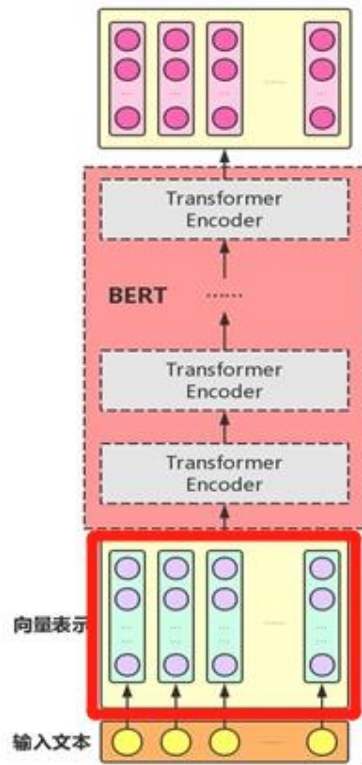 Transformer
Encoder
BERT ......
Transformer
Encoder
Transformer
Encoder
向量表示
输入文本